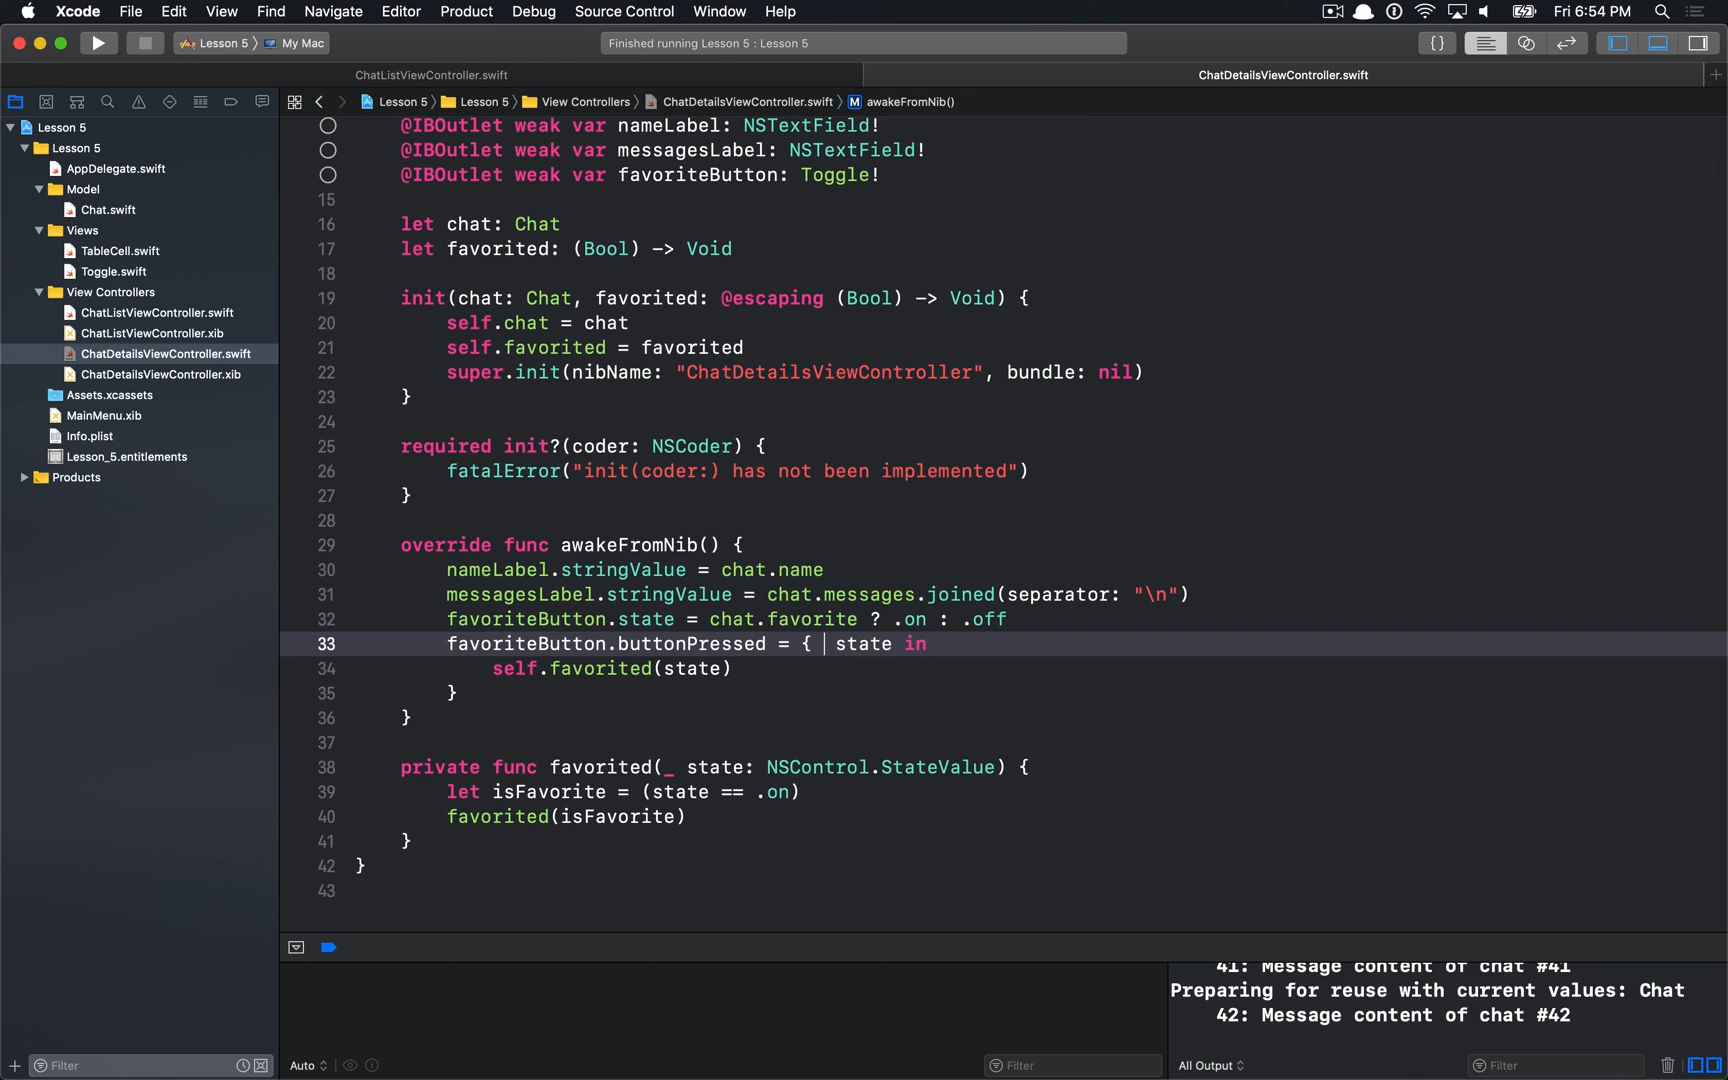 Xcode File Edit View Find Navigate Editor Product Debug Source Control Window Help Fri 6:54 PM
Lesson 5 My Mac Finished running Lesson 5 : Lesson 5
ChatListViewController.swift ChatDetailsViewController.swift
Lesson 5 Lesson 5 View Controllers ChatDetailsViewController.swift M awakeFromNib()
Lesson 5
Lesson 5
AppDelegate.swift
Model
Chat.swift
Views
TableCell.swift
Toggle.swift
View Controllers
ChatListViewController.swift
ChatListViewController.xib
ChatDetailsViewController.swift
ChatDetailsViewController.xib
Assets.xcassets
MainMenu.xib
Info.plist
Lesson_5.entitlements
Products
Filter
@IBOutlet weak var nameLabel: NSTextField!
@IBOutlet weak var messagesLabel: NSTextField!
@IBOutlet weak var favoriteButton: Toggle!
15
16 let chat: Chat
17 let favorited: (Bool) -> Void
18
19 init(chat: Chat, favorited: @escaping (Bool) -> Void) {
20 self.chat = chat
21 self.favorited = favorited
22 super.init(nibName: "ChatDetailsViewController", bundle: nil)
23 }
24
25 required init?(coder: NSCoder) {
26 fatalError("init(coder:) has not been implemented")
27 }
28
29 override func awakeFromNib() {
30 nameLabel.stringValue = chat.name
31 messagesLabel.stringValue = chat.messages.joined(separator: "\n")
32 favoriteButton.state = chat.favorite ? .on : .off
33 favoriteButton.buttonPressed = { state in
34 self.favorited(state)
35 }
36 }
37
38 private func favorited(_ state: NSControl.StateValue) {
39 let isFavorite = (state == .on)
40 favorited(isFavorite)
41 }
42 }
43
41: Message content of chat #41
Preparing for reuse with current values: Chat
42: Message content of chat #42
Auto Filter All Output Filter